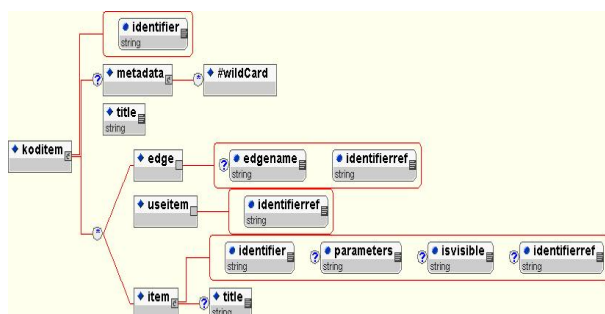 identifier
string
? metadata * #wildCard
title
string
koditem
? edgename identifierref
edge
string string
identifierref
useitem
string
*
identifier ? parameters ? isvisible ? identifierref
string string string string
item ? title
string